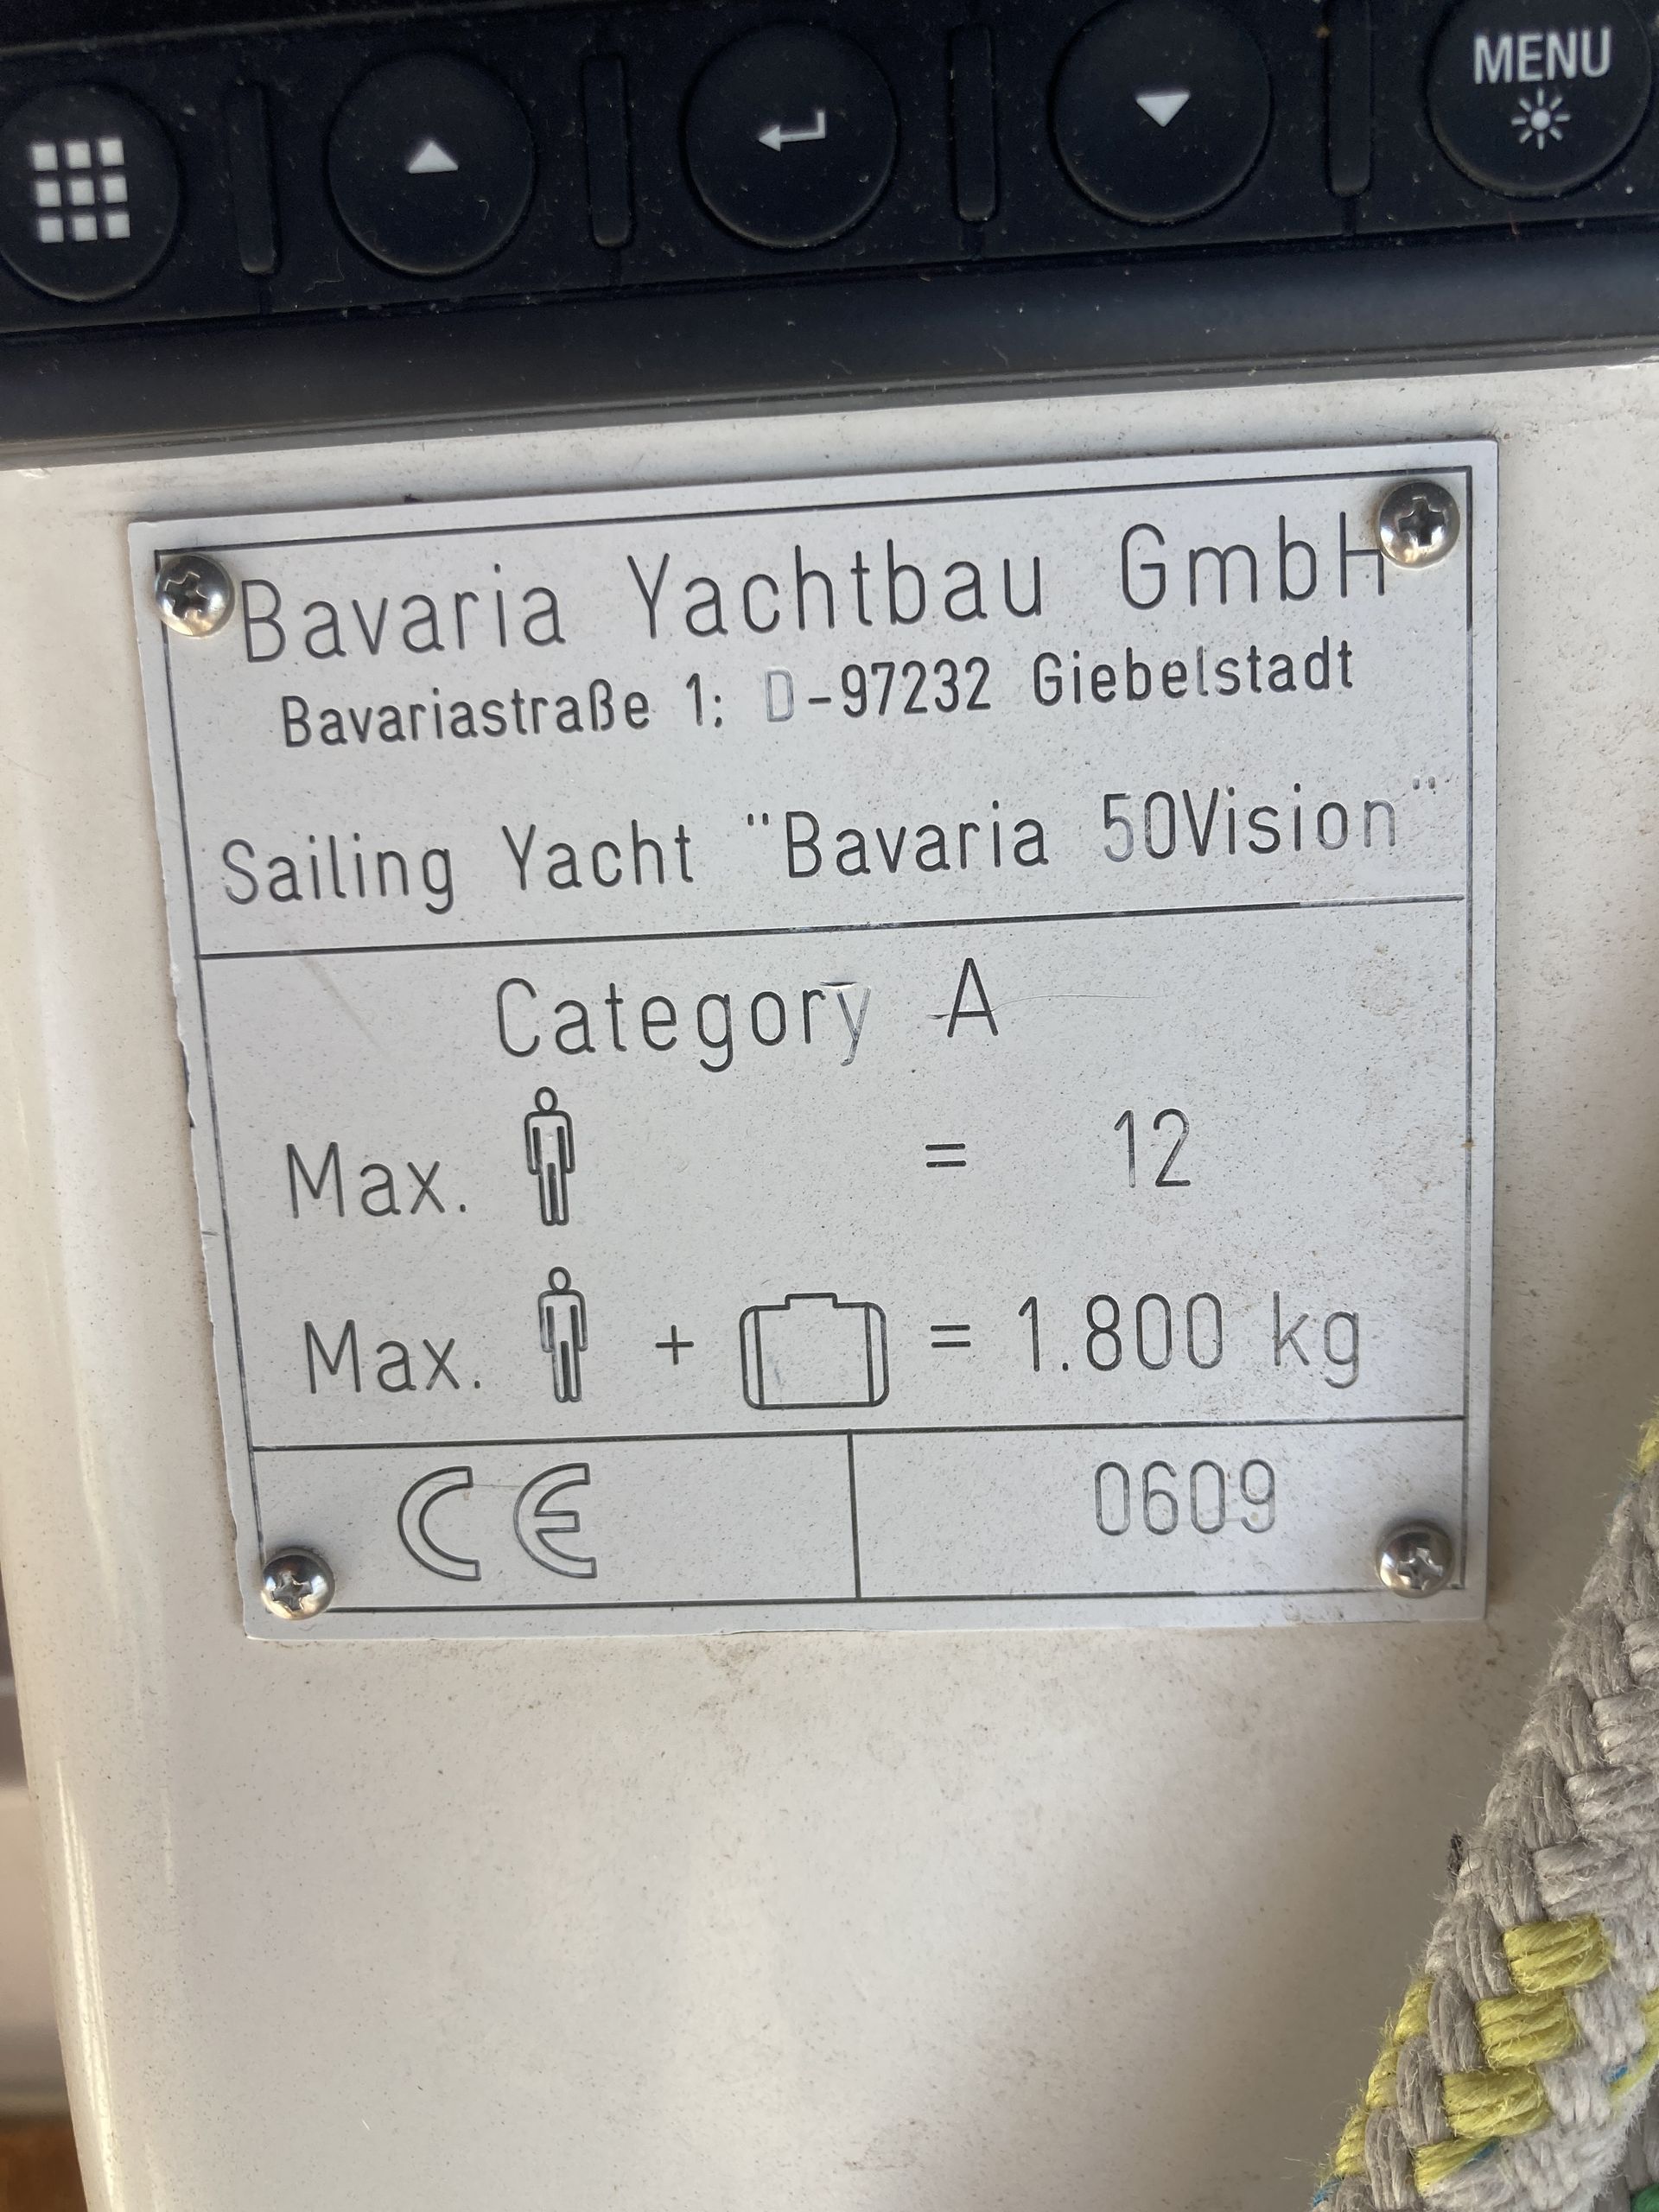 MENU
Bavaria Yachtbau GmbH
Bavariastraße 1; D-97232 Giebelstadt
Sailing Yacht "Bavaria 50Vision"
Category A
Max. = 12
Max. + = 1.800 kg
CE 0609